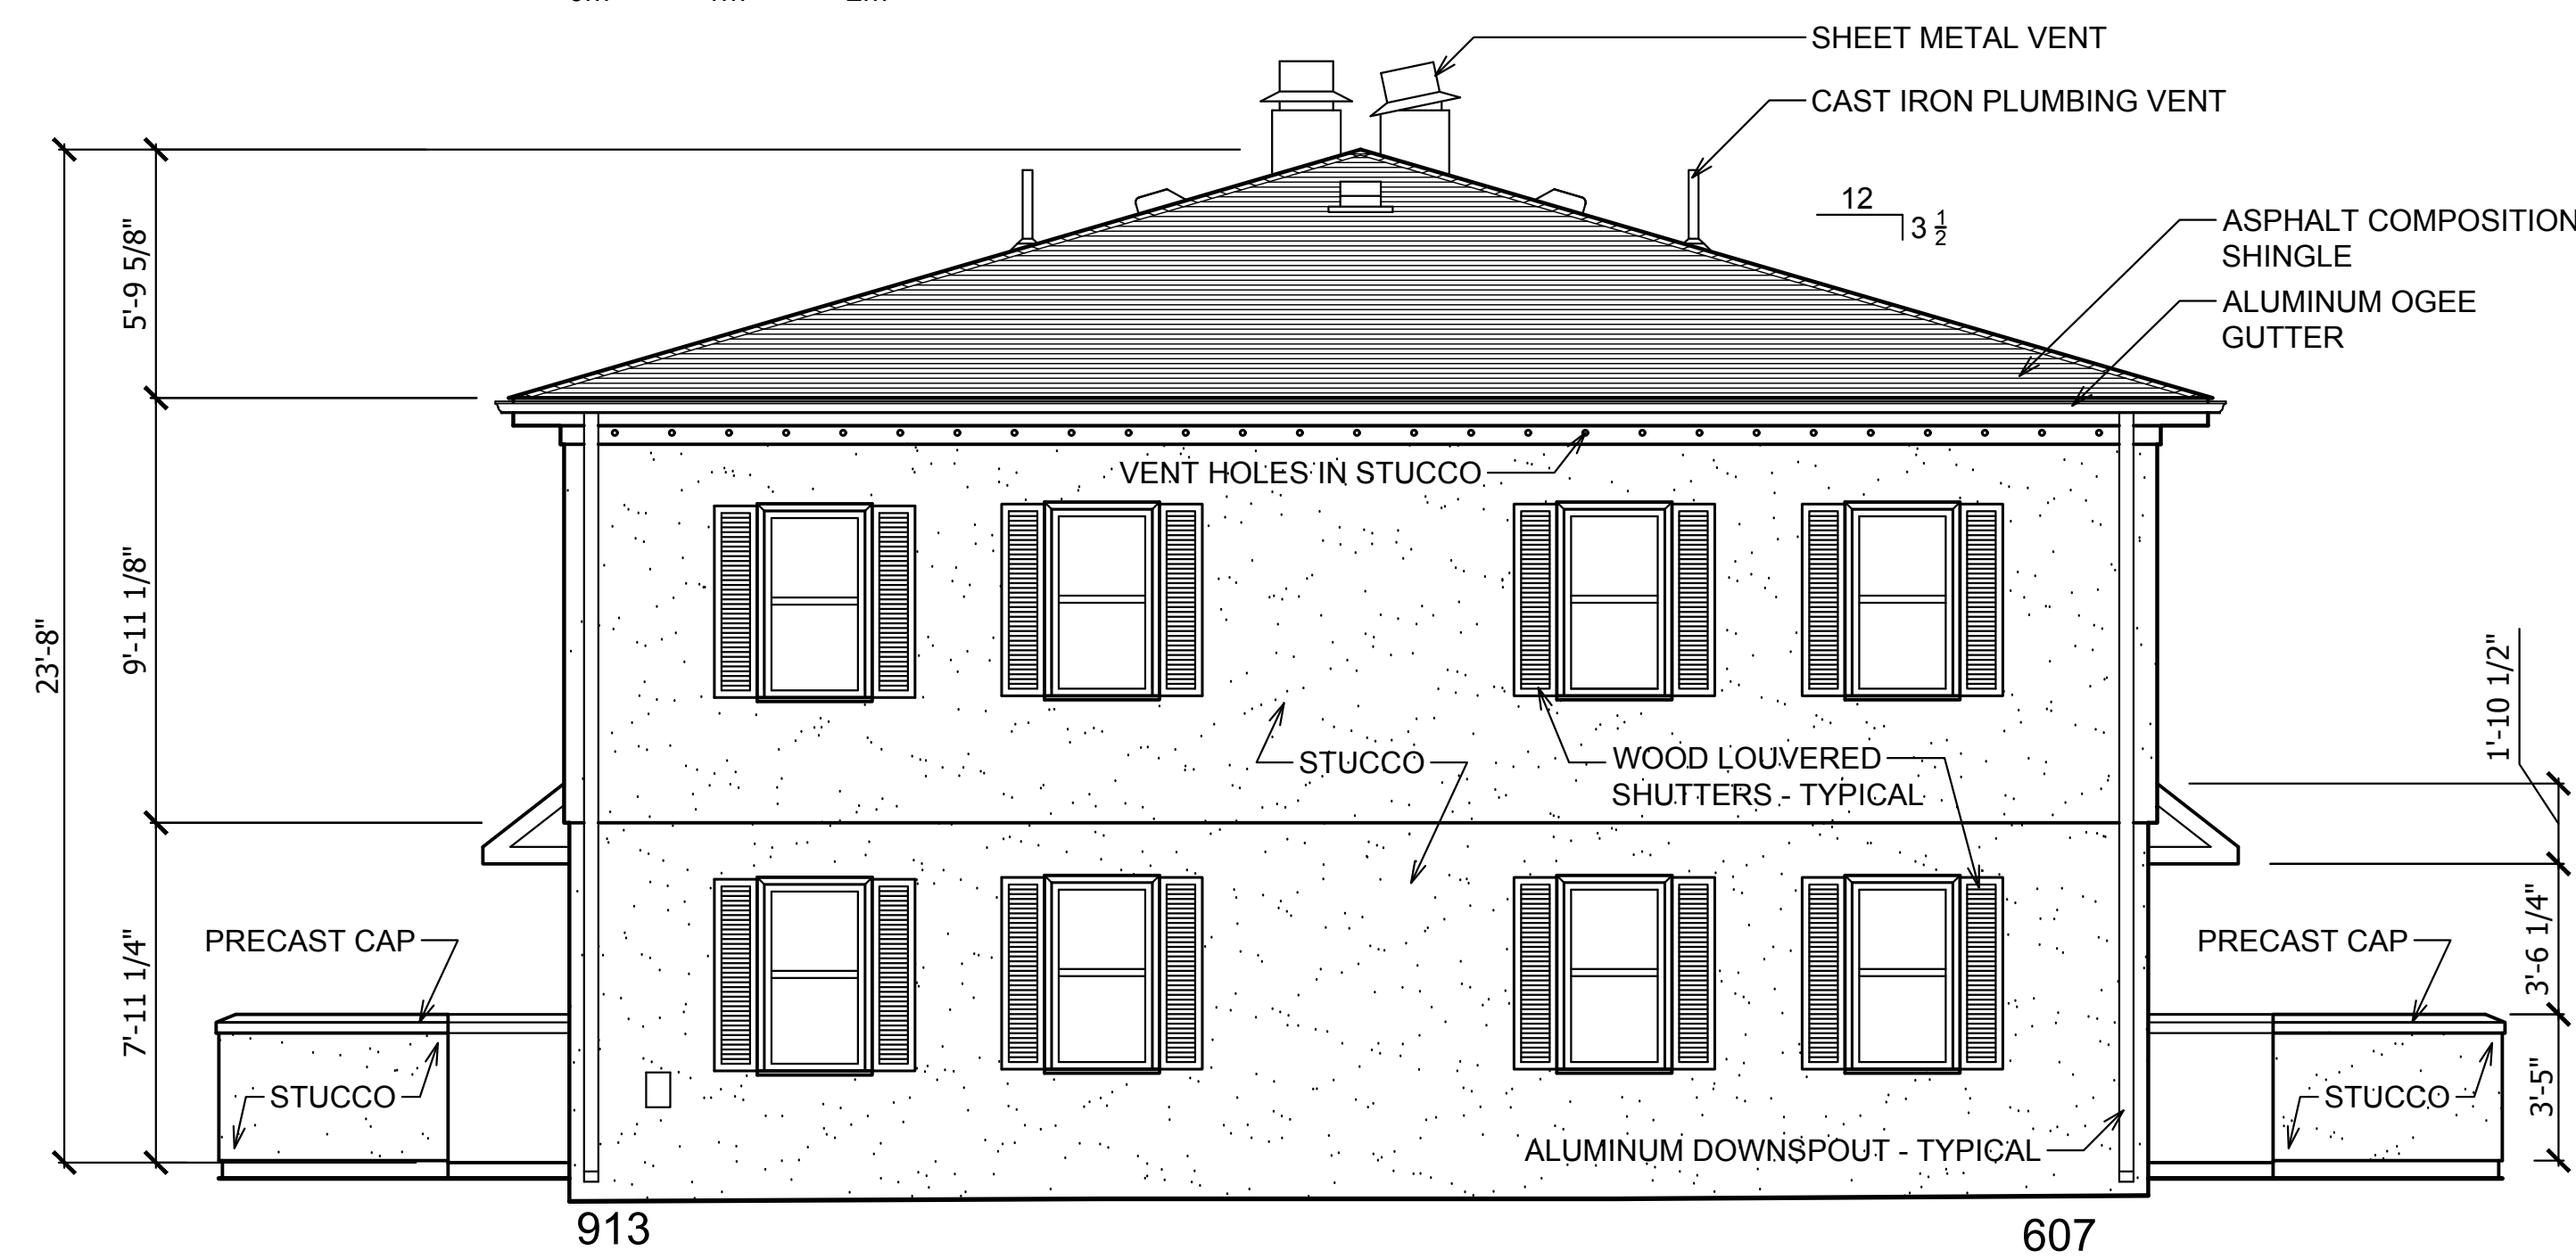 SHEET METAL VENT
CAST IRON PLUMBING VENT
12
3 1/2
ASPHALT COMPOSITION
SHINGLE
ALUMINUM OGEE
GUTTER
5'-9 5/8"
VENT HOLES IN STUCCO
9'-11 1/8"
23'-8"
1'-10 1/2"
STUCCO
WOOD LOUVERED
SHUTTERS - TYPICAL
PRECAST CAP
PRECAST CAP
7'-11 1/4"
3'-6 1/4"
STUCCO
STUCCO
3'-5"
ALUMINUM DOWNSPOUT - TYPICAL
913
607